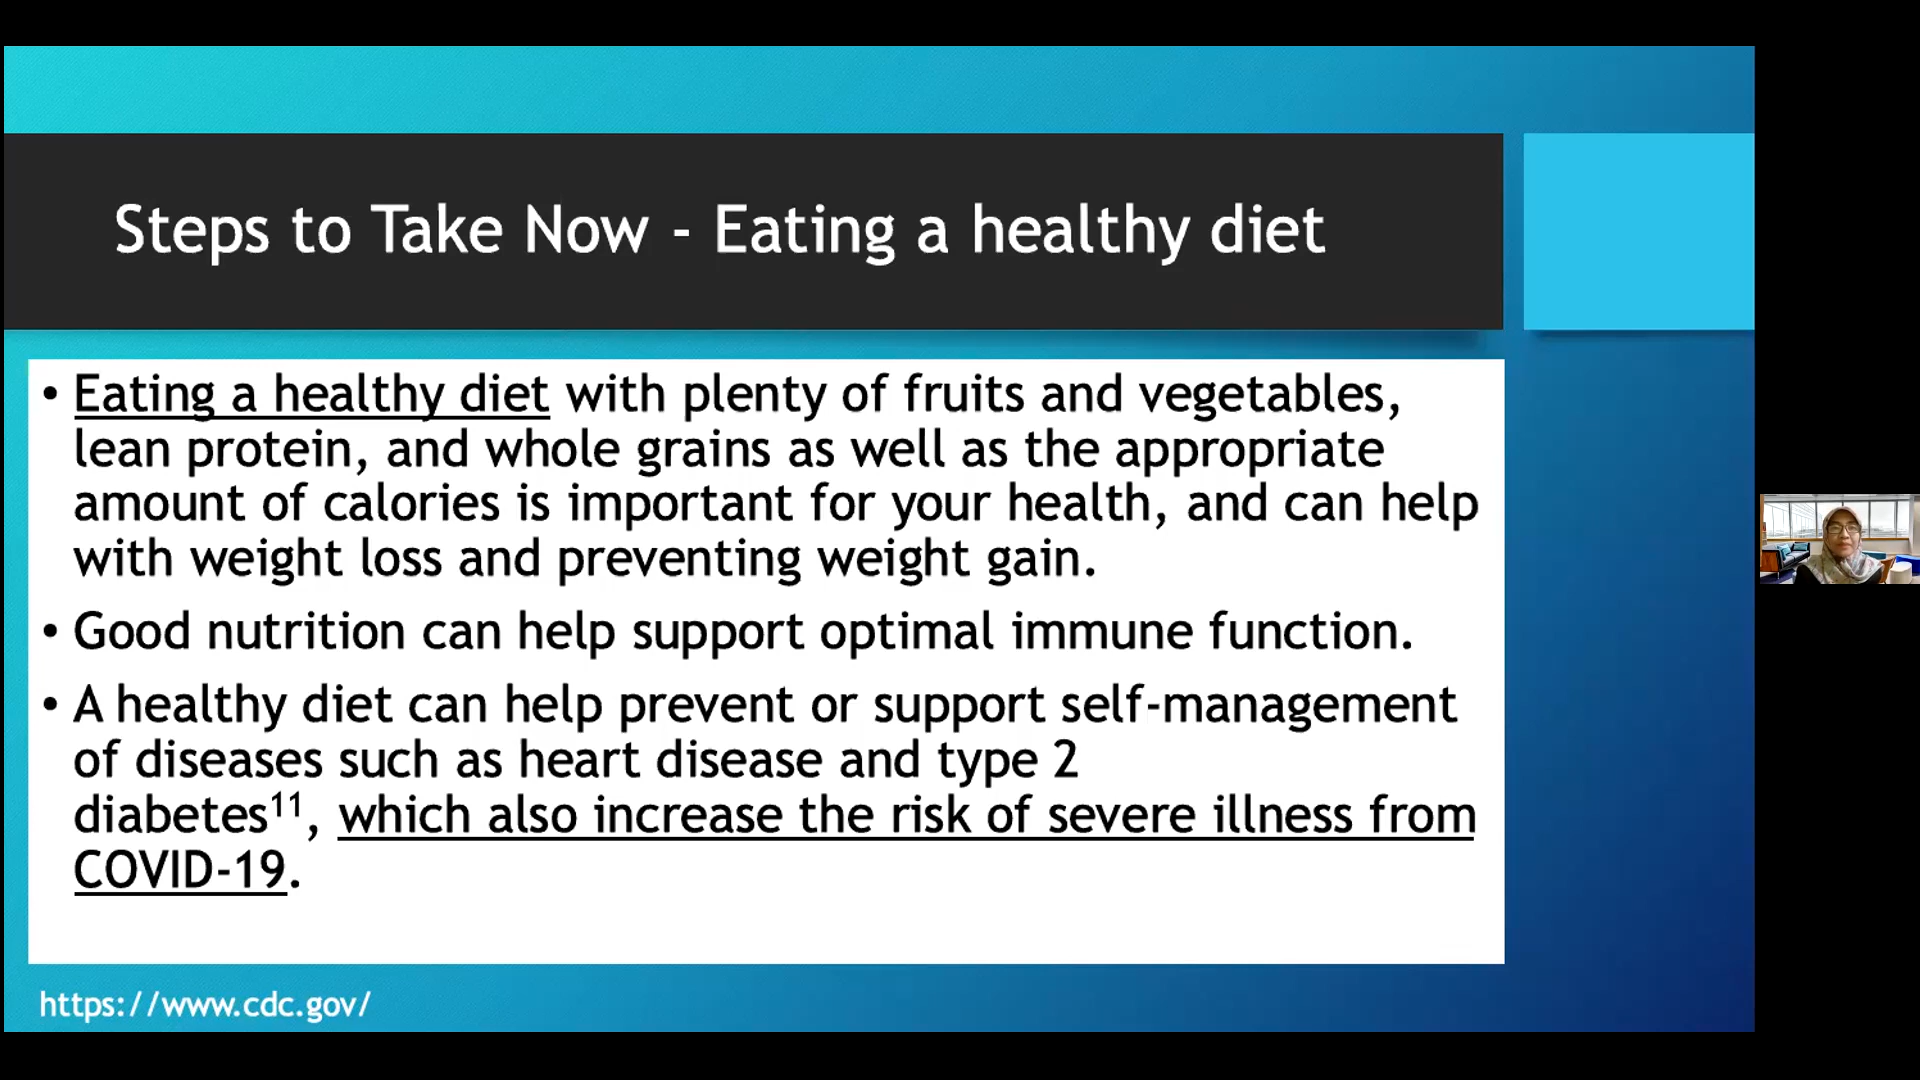 Steps to Take Now - Eating a healthy diet
• Eating a healthy diet with plenty of fruits and vegetables,
lean protein, and whole grains as well as the appropriate
amount of calories is important for your health, and can help
with weight loss and preventing weight gain.
• Good nutrition can help support optimal immune function.
• A healthy diet can help prevent or support self-management
of diseases such as heart disease and type 2
diabetes¹¹, which also increase the risk of severe illness from
COVID-19.
https://www.cdc.gov/